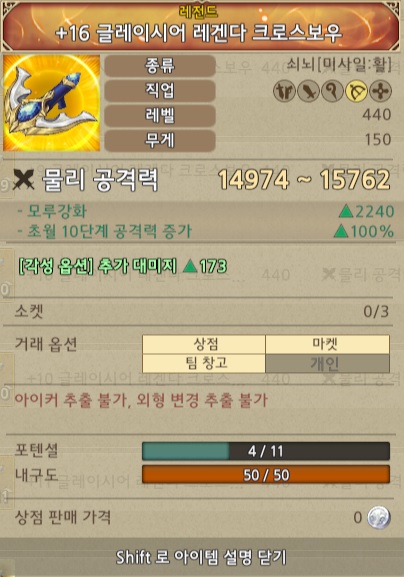 레전드
+16 글레이시어 레겐다 크로스보우
종류 쇠뇌[미사일:활]
직업
레벨 440
무게 150
물리 공격력 14974 ~ 15762
- 모루강화 ▲2240
- 초월 10단계 공격력 증가 ▲100%
[각성 옵션] 추가 대미지 ▲173
소켓 0/3
거래 옵션 상점 마켓
팀 창고 개인
아이커 추출 불가, 외형 변경 추출 불가
포텐셜 4 / 11
내구도 50 / 50
상점 판매 가격 0
Shift 로 아이템 설명 닫기